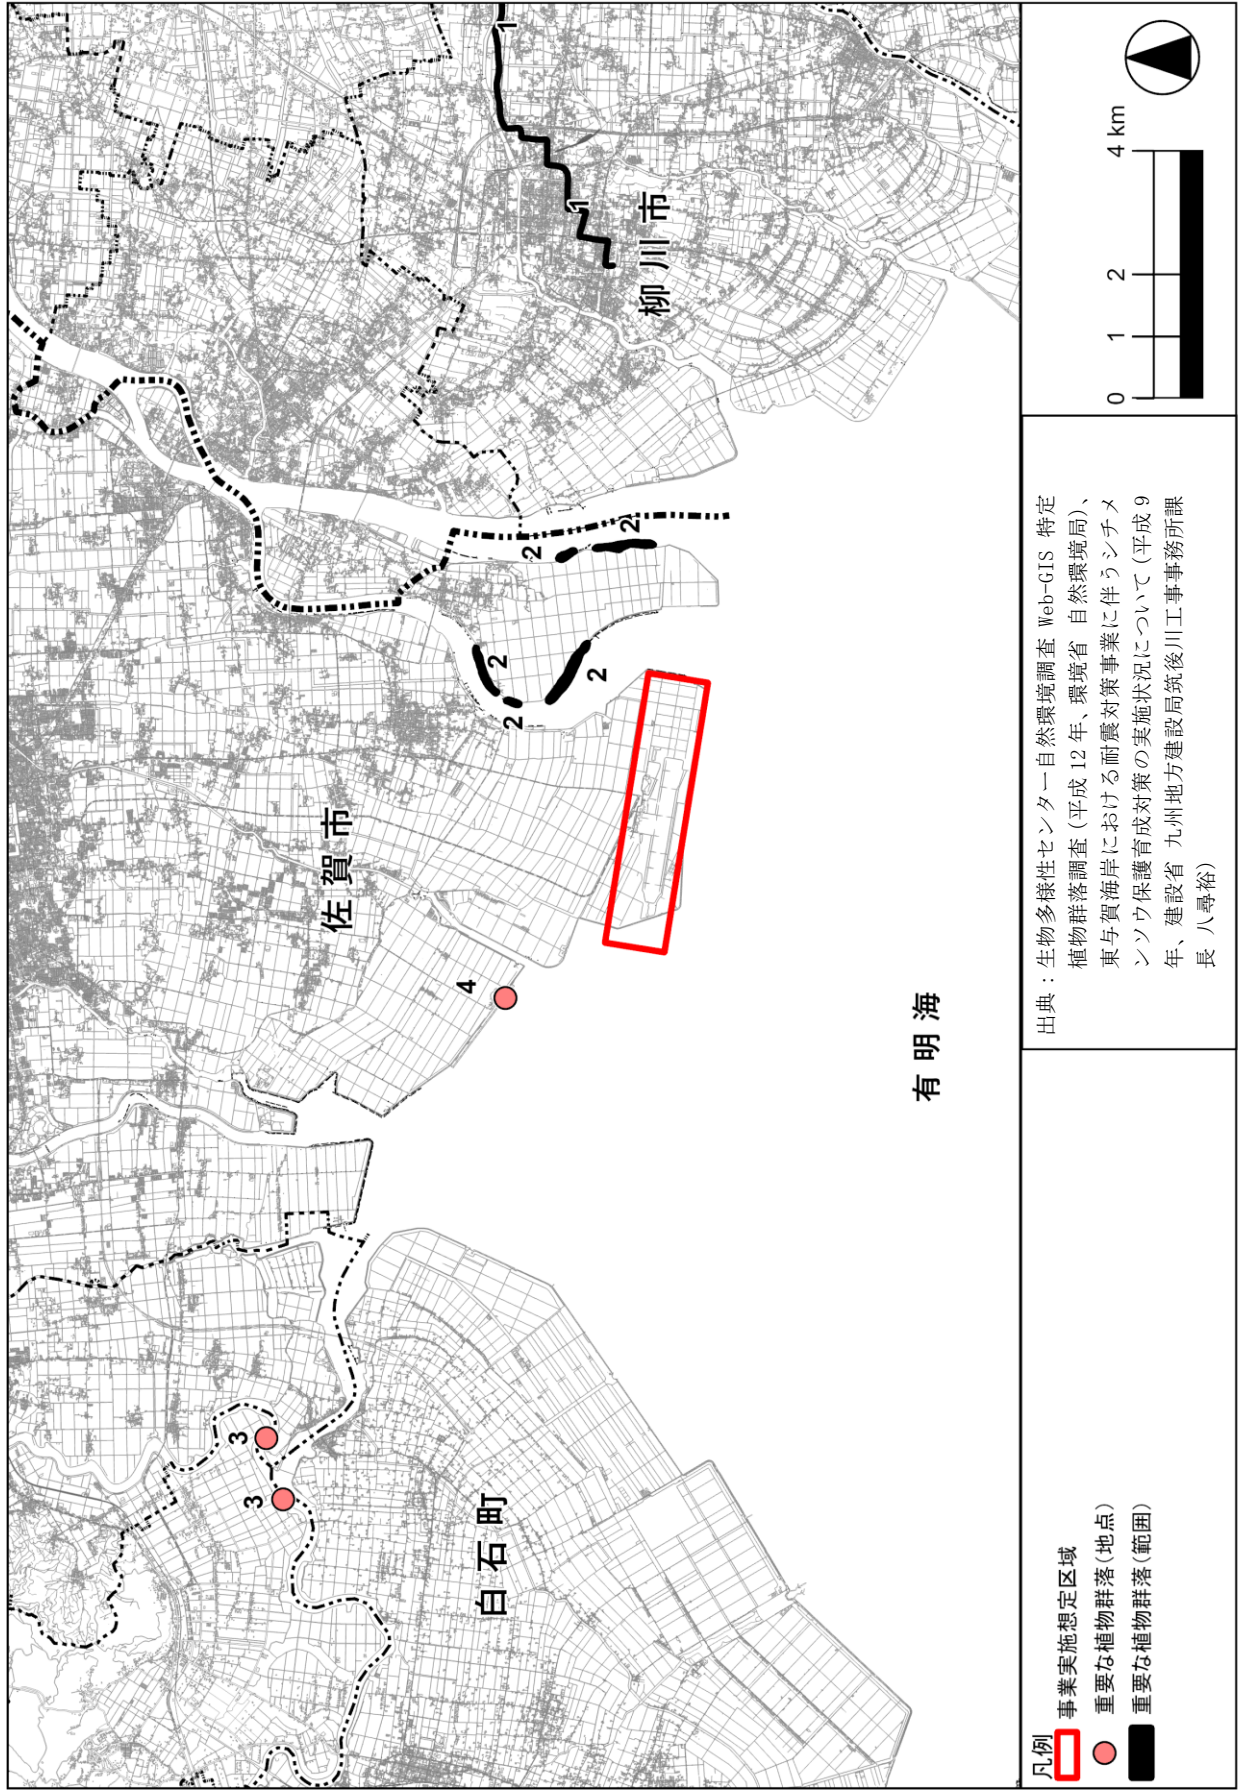 1
1
柳川市
2
2
2
2
2
2
佐賀市
4
3
3
白石町
有明海
凡例
事業実施想定区域
重要な植物群落(地点)
重要な植物群落(範囲)
出典：生物多様性センター自然環境調査 Web-GIS 特定
植物群落調査(平成 12 年、環境省 自然環境局)、
東与賀海岸における耐震対策事業に伴うシチメ
ンソウ保護育成対策の実施状況について(平成 9
年、建設省 九州地方建設局筑後川工事事務所課
長 八尋裕)
0 1 2 4 km